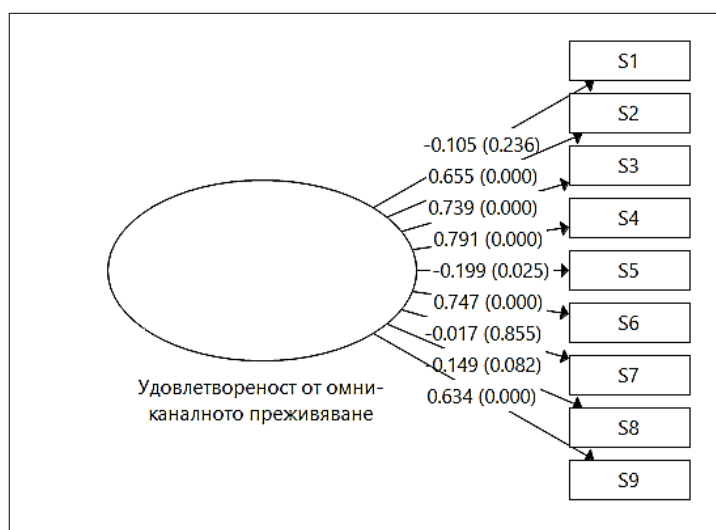 S1
S2
-0.105 (0.236)
S3
0.655 (0.000)
0.739 (0.000)
S4
0.791 (0.000)
-0.199 (0.025)
S5
0.747 (0.000)
S6
-0.017 (0.855)
-0.149 (0.082)
S7
0.634 (0.000)
S8
S9
Удовлетвореност от омни-
каналното преживяване